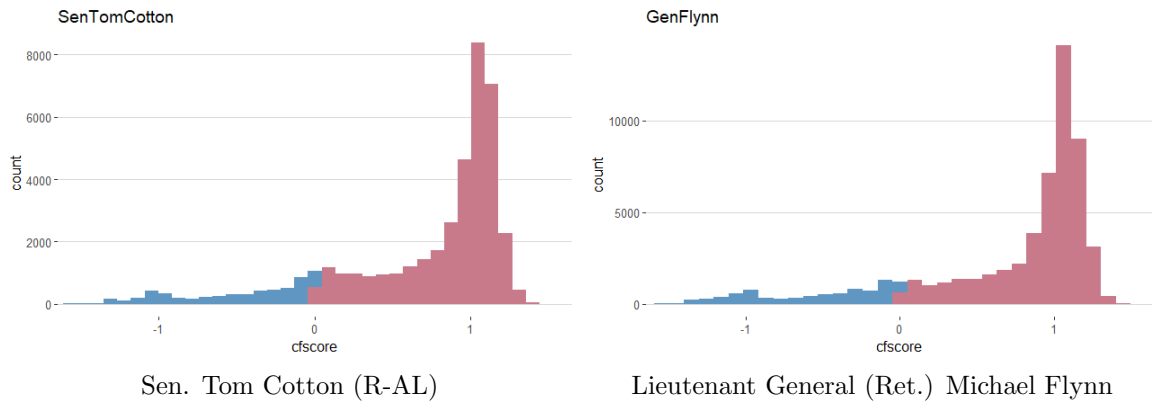 SenTomCotton
8000
6000
4000
2000
0
count
-1 0 1
cfscore
Sen. Tom Cotton (R-AL)
GenFlynn
10000
5000
0
count
-1 0 1
cfscore
Lieutenant General (Ret.) Michael Flynn